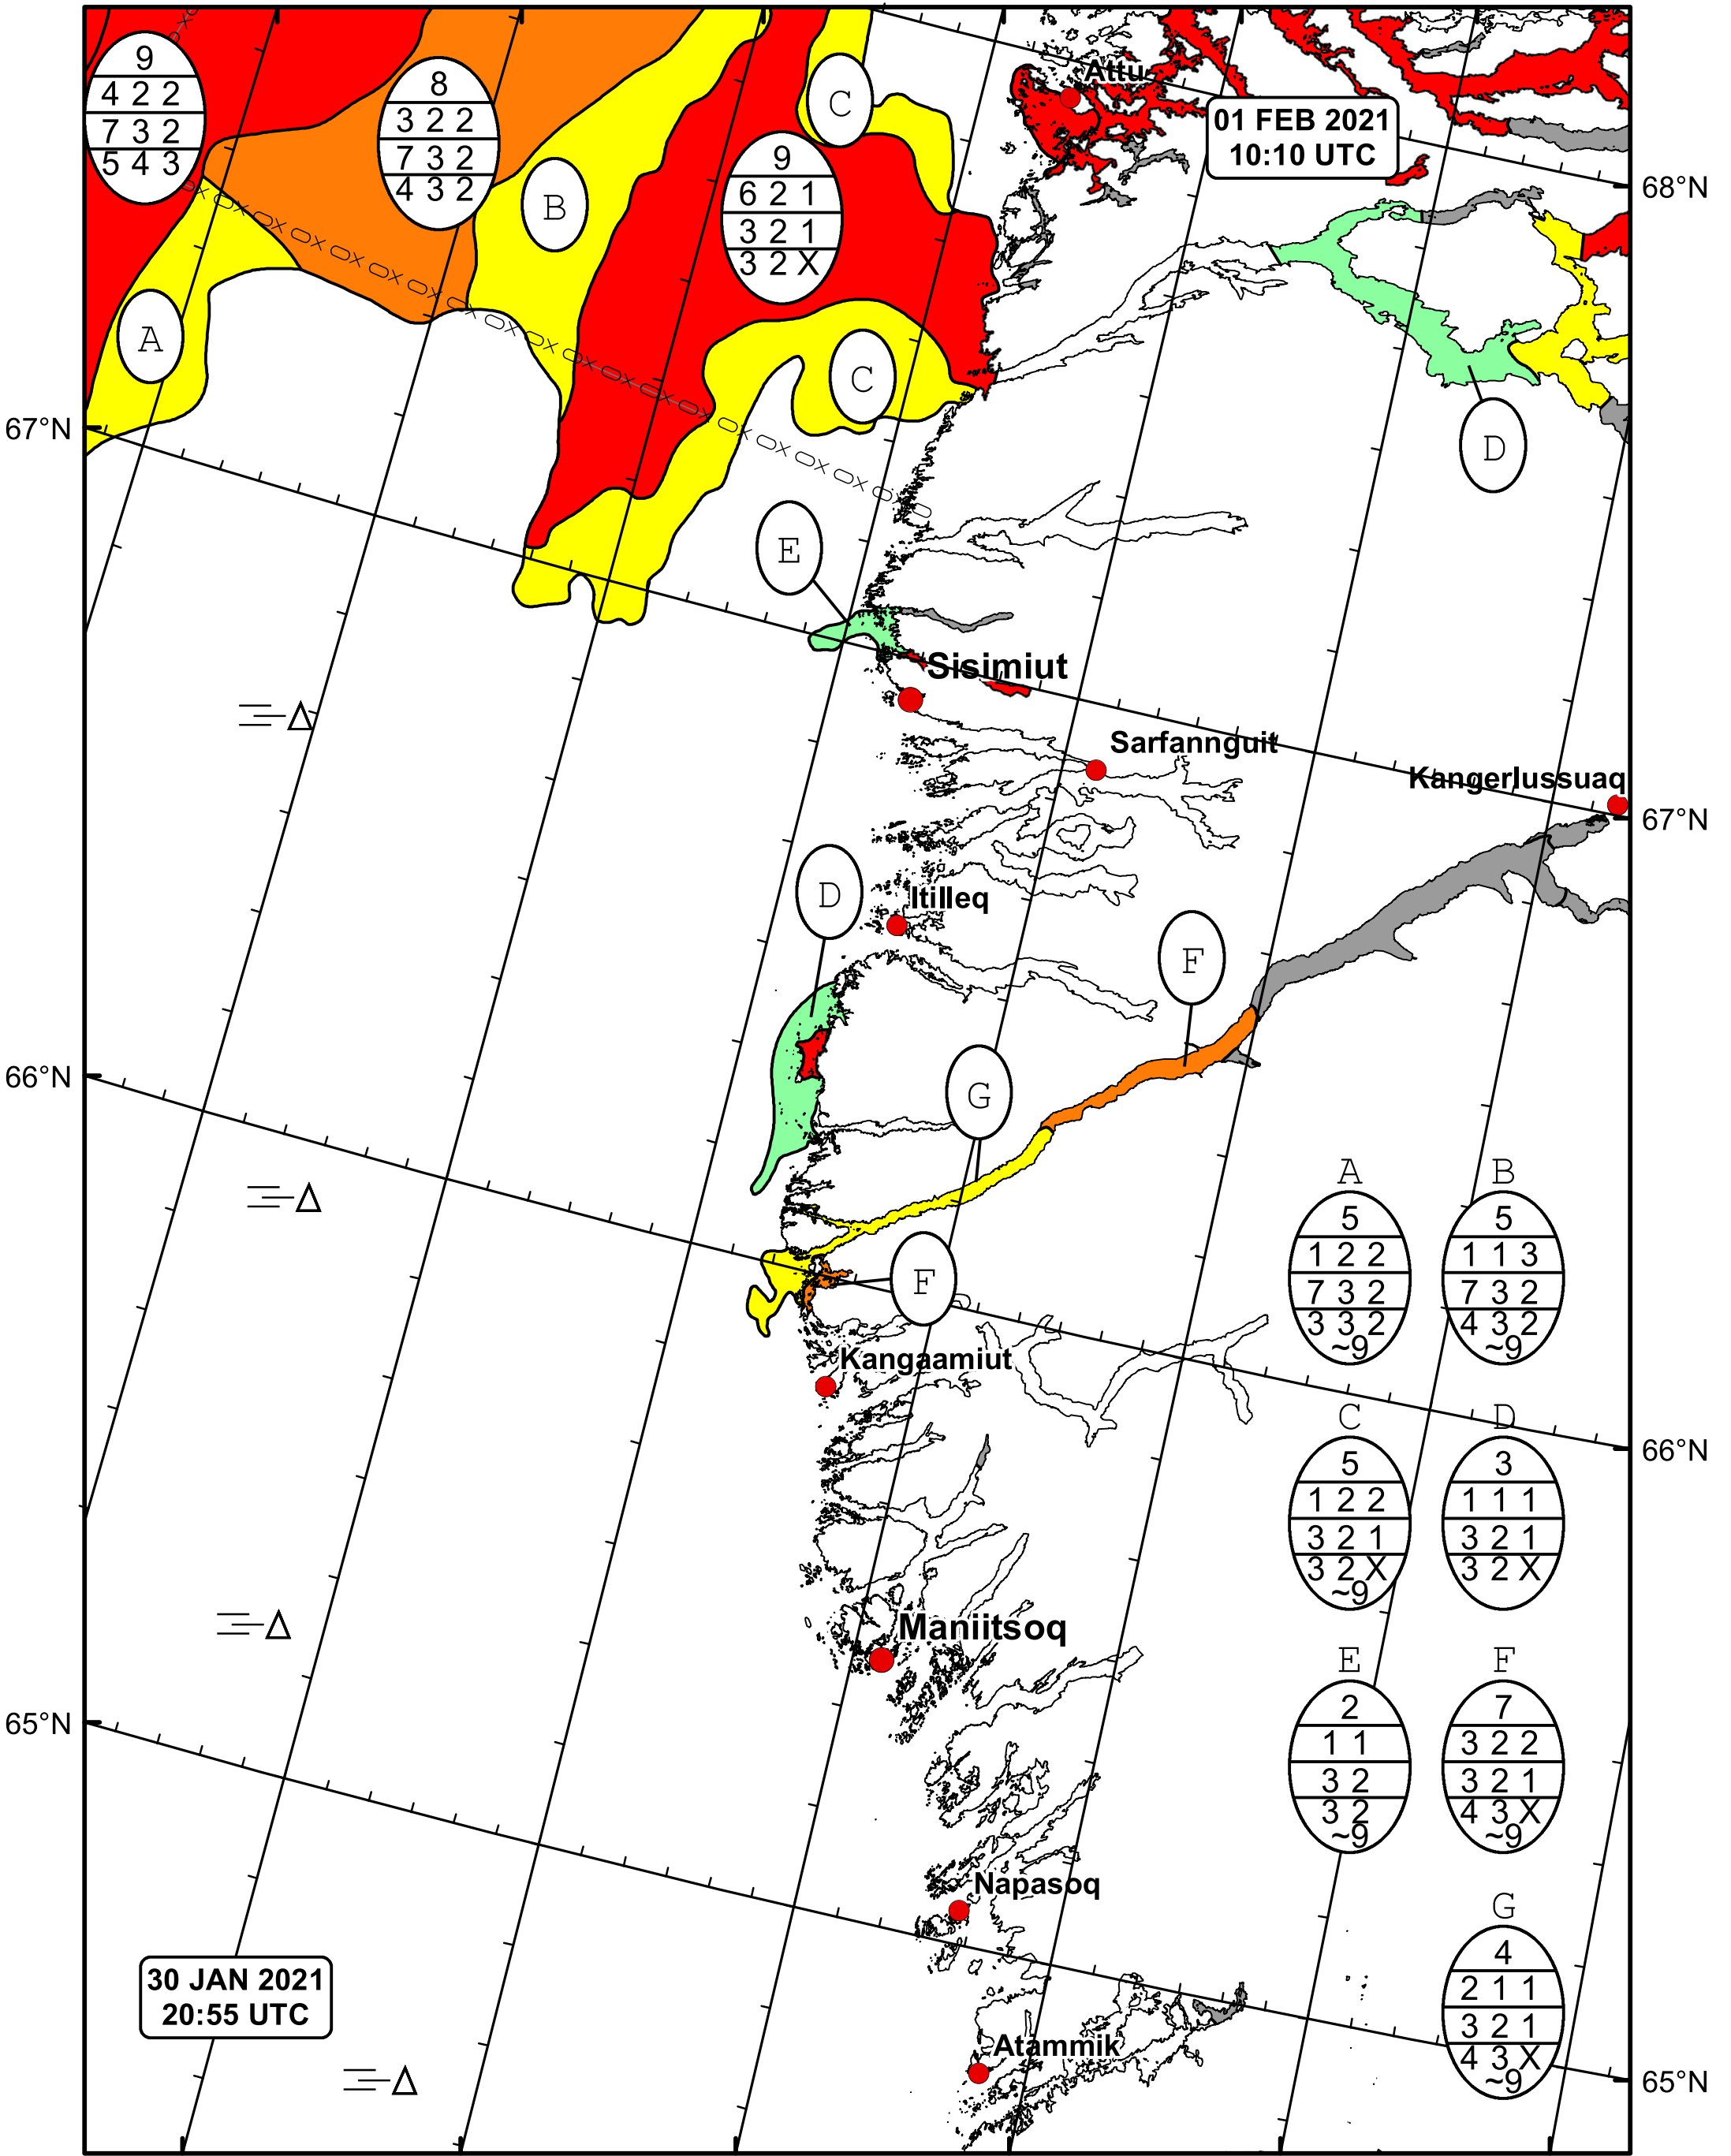 9
4 2 2
7 3 2
5 4 3
8
3 2 2
7 3 2
4 3 2
C
Attu
01 FEB 2021
10:10 UTC
9
6 2 1
3 2 1
3 2 X
B
68°N
A
C
67°N
D
E
Sisimiut
Sarfannguit
Kangerlussuaq
67°N
D
Itilleq
F
66°N
G
F
Kangaamiut
A
5
1 2 2
7 3 2
3 3 2
~9
B
5
1 1 3
7 3 2
4 3 2
~9
C
5
1 2 2
3 2 1
3 2 X
~9
D
3
1 1 1
3 2 1
3 2 X
66°N
Maniitsoq
E
2
1 1
3 2
3 2
~9
F
7
3 2 2
3 2 1
4 3 X
~9
65°N
Napasoq
G
4
2 1 1
3 2 1
4 3 X
~9
30 JAN 2021
20:55 UTC
Atammik
65°N